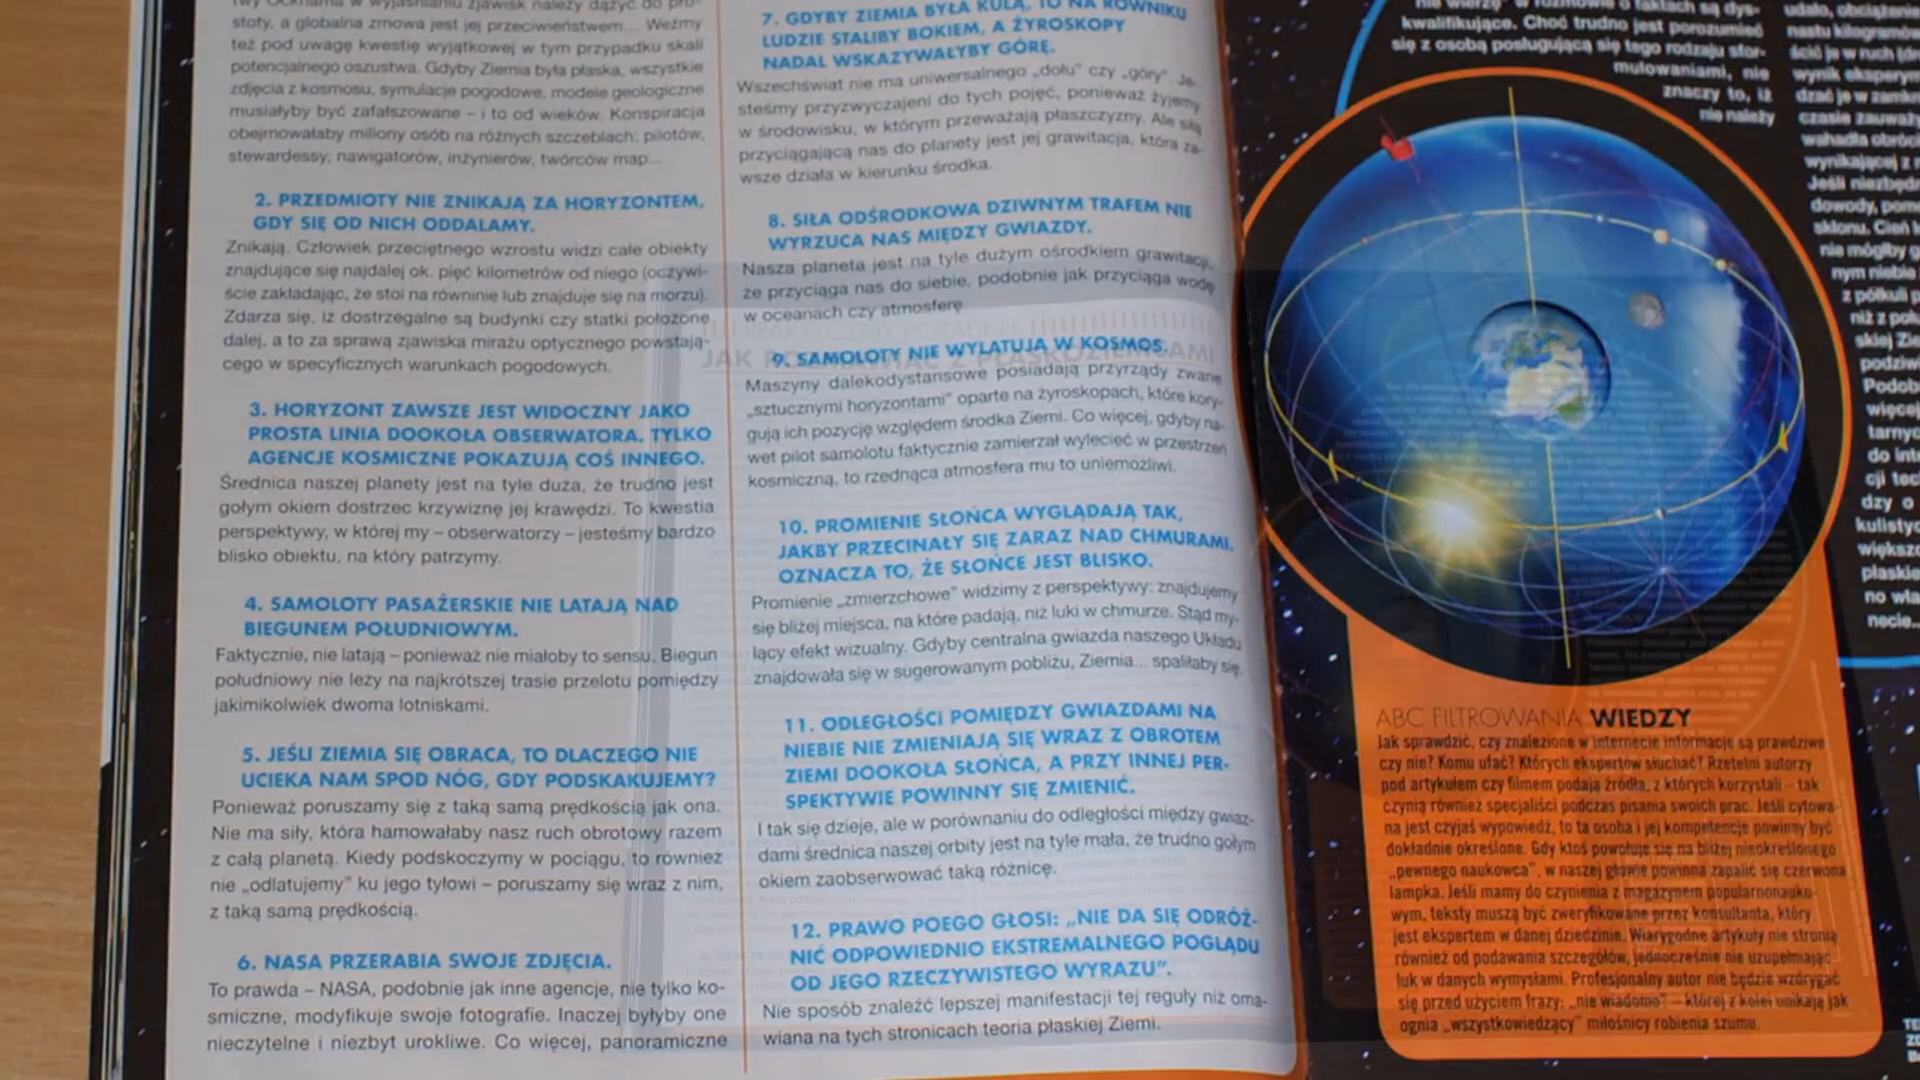 stoty, a globalna zmowa jest jej przeciwieństwem... Weźmy
też pod uwagę kwestię wyjątkowej w tym przypadku skali
potencjalnego oszustwa. Gdyby Ziemia była płaska, wszystkie
zdjęcia z kosmosu, symulacje pogodowe, modele geologiczne
musiałyby być zafałszowane – i to od wieków. Konspiracja
obejmowałaby miliony osób na różnych szczeblach: pilotów,
stewardessy, nawigatorów, inżynierów, twórców map...
2. PRZEDMIOTY NIE ZNIKAJĄ ZA HORYZONTEM,
GDY SIĘ OD NICH ODDALAMY.
Znikają. Człowiek przeciętnego wzrostu widzi całe obiekty
znajdujące się najdalej ok. pięć kilometrów od niego (oczywi-
ście zakładając, że stoi na równinie lub znajduje się na morzu).
Zdarza się, iż dostrzegalne są budynki czy statki położone
dalej, a to za sprawą zjawiska mirażu optycznego powstają-
cego w specyficznych warunkach pogodowych.
3. HORYZONT ZAWSZE JEST WIDOCZNY JAKO
PROSTA LINIA DOOKOŁA OBSERWATORA. TYLKO
AGENCJE KOSMICZNE POKAZUJĄ COŚ INNEGO.
Średnica naszej planety jest na tyle duża, że trudno jest
gołym okiem dostrzec krzywiznę jej krawędzi. To kwestia
perspektywy, w której my – obserwatorzy – jesteśmy bardzo
blisko obiektu, na który patrzymy.
4. SAMOLOTY PASAŻERSKIE NIE LATAJĄ NAD
BIEGUNEM POŁUDNIOWYM.
Faktycznie, nie latają – ponieważ nie miałoby to sensu. Biegun
południowy nie leży na najkrótszej trasie przelotu pomiędzy
jakimikolwiek dwoma lotniskami.
5. JEŚLI ZIEMIA SIĘ OBRACA, TO DLACZEGO NIE
UCIEKA NAM SPOD NÓG, GDY PODSKAKUJEMY?
Ponieważ poruszamy się z taką samą prędkością jak ona.
Nie ma siły, która hamowałaby nasz ruch obrotowy razem
z całą planetą. Kiedy podskoczymy w pociągu, to również
nie „odlatujemy” ku jego tyłowi – poruszamy się wraz z nim,
z taką samą prędkością.
6. NASA PRZERABIA SWOJE ZDJĘCIA.
To prawda – NASA, podobnie jak inne agencje, nie tylko ko-
smiczne, modyfikuje swoje fotografie. Inaczej byłyby one
nieczytelne i niezbyt urokliwe. Co więcej, panoramiczne
7. GDYBY ZIEMIA BYŁA KULĄ, TO NA RÓWNIKU
LUDZIE STALIBY BOKIEM, A ŻYROSKOPY
NADAL WSKAZYWAŁYBY GÓRĘ.
Wszechświat nie ma uniwersalnego „dołu” czy „góry”. Je-
steśmy przyzwyczajeni do tych pojęć, ponieważ żyjemy
w środowisku, w którym przeważają płaszczyzny. Ale siłą
przyciągającą nas do planety jest jej grawitacja, która za-
wsze działa w kierunku środka.
8. SIŁA ODŚRODKOWA DZIWNYM TRAFEM NIE
WYRZUCA NAS MIĘDZY GWIAZDY.
Nasza planeta jest na tyle dużym ośrodkiem grawitacji,
że przyciąga nas do siebie, podobnie jak przyciąga wodę
w oceanach czy atmosferę.
9. SAMOLOTY NIE WYLATUJĄ W KOSMOS.
Maszyny dalekodystansowe posiadają przyrządy zwane
„sztucznymi horyzontami” oparte na żyroskopach, które kory-
gują ich pozycję względem środka Ziemi. Co więcej, gdyby na-
wet pilot samolotu faktycznie zamierzał wylecieć w przestrzeń
kosmiczną, to rzednąca atmosfera mu to uniemożliwi.
10. PROMIENIE SŁOŃCA WYGLĄDAJĄ TAK,
JAKBY PRZECINAŁY SIĘ ZARAZ NAD CHMURAMI.
OZNACZA TO, ŻE SŁOŃCE JEST BLISKO.
Promienie „zmierzchowe” widzimy z perspektywy: znajdujemy
się bliżej miejsca, na które padają, niż luki w chmurze. Stąd my-
lący efekt wizualny. Gdyby centralna gwiazda naszego Układu
znajdowała się w sugerowanym pobliżu, Ziemia... spaliłaby się.
11. ODLEGŁOŚCI POMIĘDZY GWIAZDAMI NA
NIEBIE NIE ZMIENIAJĄ SIĘ WRAZ Z OBROTEM
ZIEMI DOOKOŁA SŁOŃCA, A PRZY INNEJ PER-
SPEKTYWIE POWINNY SIĘ ZMIENIĆ.
I tak się dzieje, ale w porównaniu do odległości między gwiaz-
dami średnica naszej orbity jest na tyle mała, że trudno gołym
okiem zaobserwować taką różnicę.
12. PRAWO POEGO GŁOSI: „NIE DA SIĘ ODRÓŻ-
NIĆ ODPOWIEDNIO EKSTREMALNEGO POGLĄDU
OD JEGO RZECZYWISTEGO WYRAZU”.
Nie sposób znaleźć lepszej manifestacji tej reguły niż oma-
wiana na tych stronicach teoria płaskiej Ziemi.
nie wierzę” w rozmowie o faktach są dys-
kwalifikujące. Choć trudno jest porozumieć
się z osobą posługującą się tego rodzaju sfor-
mułowaniami, nie
znaczy to, iż
nie należy
ABC FILTROWANIA WIEDZY
Jak sprawdzić, czy znalezione w internecie informacje są prawdziwe
czy nie? Komu ufać? Których ekspertów słuchać? Rzetelni autorzy
pod artykułem czy filmem podają źródła, z których korzystali – tak
czynią również specjaliści podczas pisania swoich prac. Jeśli cytowa-
na jest czyjaś wypowiedź, to ta osoba i jej kompetencje powinny być
dokładnie określone. Gdy ktoś powołuje się na bliżej nieokreślonego
„pewnego naukowca”, w naszej głowie powinna zapalić się czerwona
lampka. Jeśli mamy do czynienia z magazynem popularnonauko-
wym, teksty muszą być zweryfikowane przez konsultanta, który
jest ekspertem w danej dziedzinie. Wiarygodne artykuły nie stronią
również od podawania szczegółów, jednocześnie nie uzupełniając
luk w danych wymysłami. Profesjonalny autor nie będzie wzdrygać
się przed użyciem frazy: „nie wiadomo” – której z kolei unikają jak
ognia „wszystkowiedzący” miłośnicy robienia szumu.